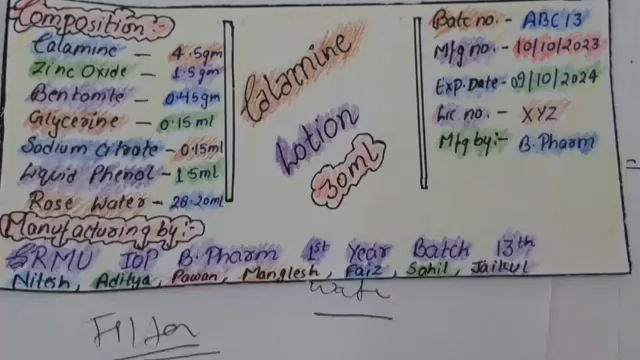 Composition:-
Calamine - 4.5gm
Zinc Oxide - 1.5gm
Bentonite - 0.45gm
Glycerine - 0.15ml
Sodium Citrate - 0.15ml
Liquid Phenol - 1.5ml
Rose Water - 28.20ml
Calamine
Lotion
30ml
Batc no. - ABC13
Mfg no. - 10/10/2023
Exp. Date - 09/10/2024
Lic no. - XYZ
Mfg by:- B. Pharm
Manufacturing by:-
SRMU IOP B. Pharm 1st Year Batch 13th
Nitesh, Aditya, Pawan, Manglesh, Faiz, Sahil, Jaikul